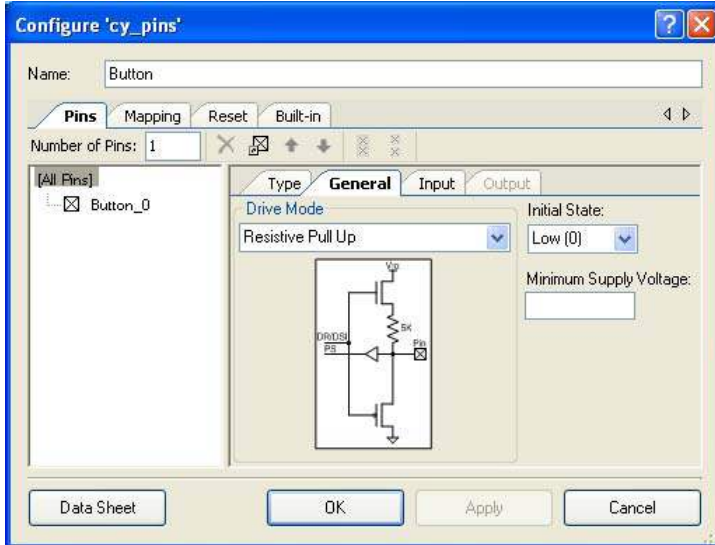 Configure 'cy_pins'
Name: Button
Pins Mapping Reset Built-in
Number of Pins: 1
[All Pins]
Button_0
Type General Input Output
Drive Mode
Resistive Pull Up
Initial State:
Low (0)
Minimum Supply Voltage:
Vio
5K
DR/DSI
PS
Pin
Data Sheet OK Apply Cancel